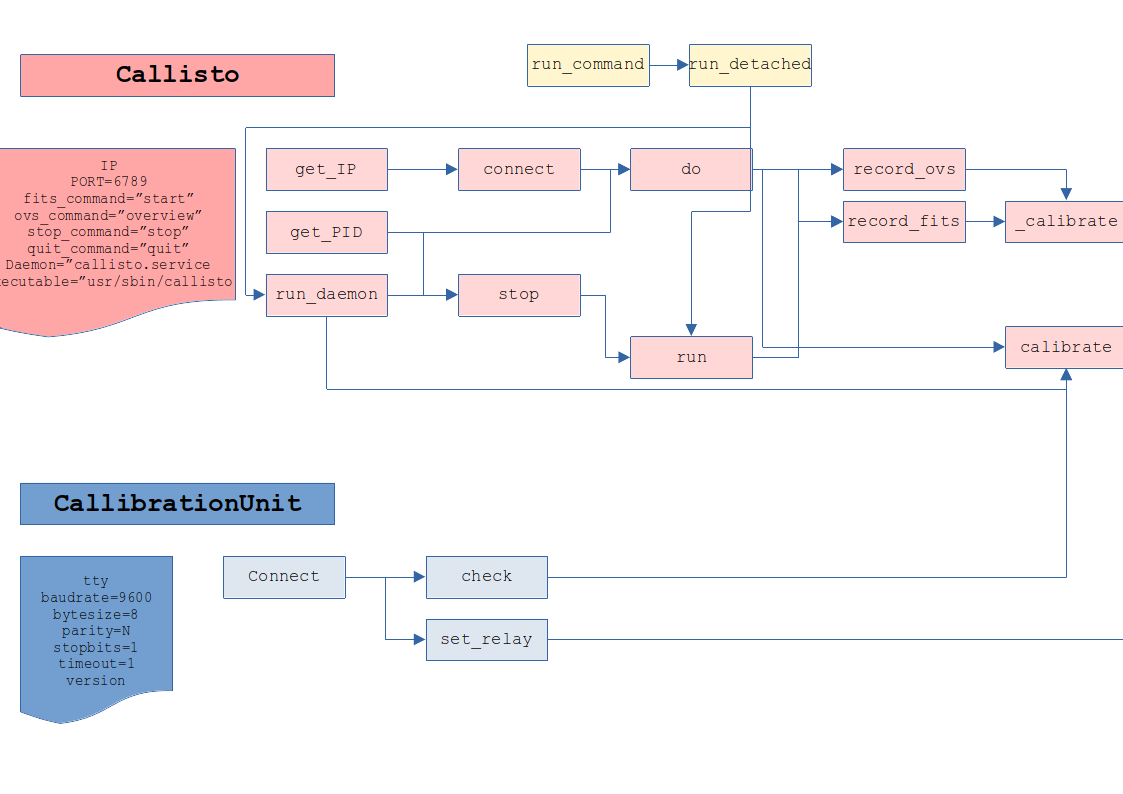 Callisto
run_command
run_detached
IP
PORT=6789
fits_command=”start”
ovs_command=”overview”
stop_command=”stop”
quit_command=”quit”
Daemon=”callisto.service
ecutable=”usr/sbin/callisto
get_IP
connect
do
record_ovs
get_PID
record_fits
_calibrate
run_daemon
stop
run
calibrate
CallibrationUnit
tty
baudrate=9600
bytesize=8
parity=N
stopbits=1
timeout=1
version
Connect
check
set_relay